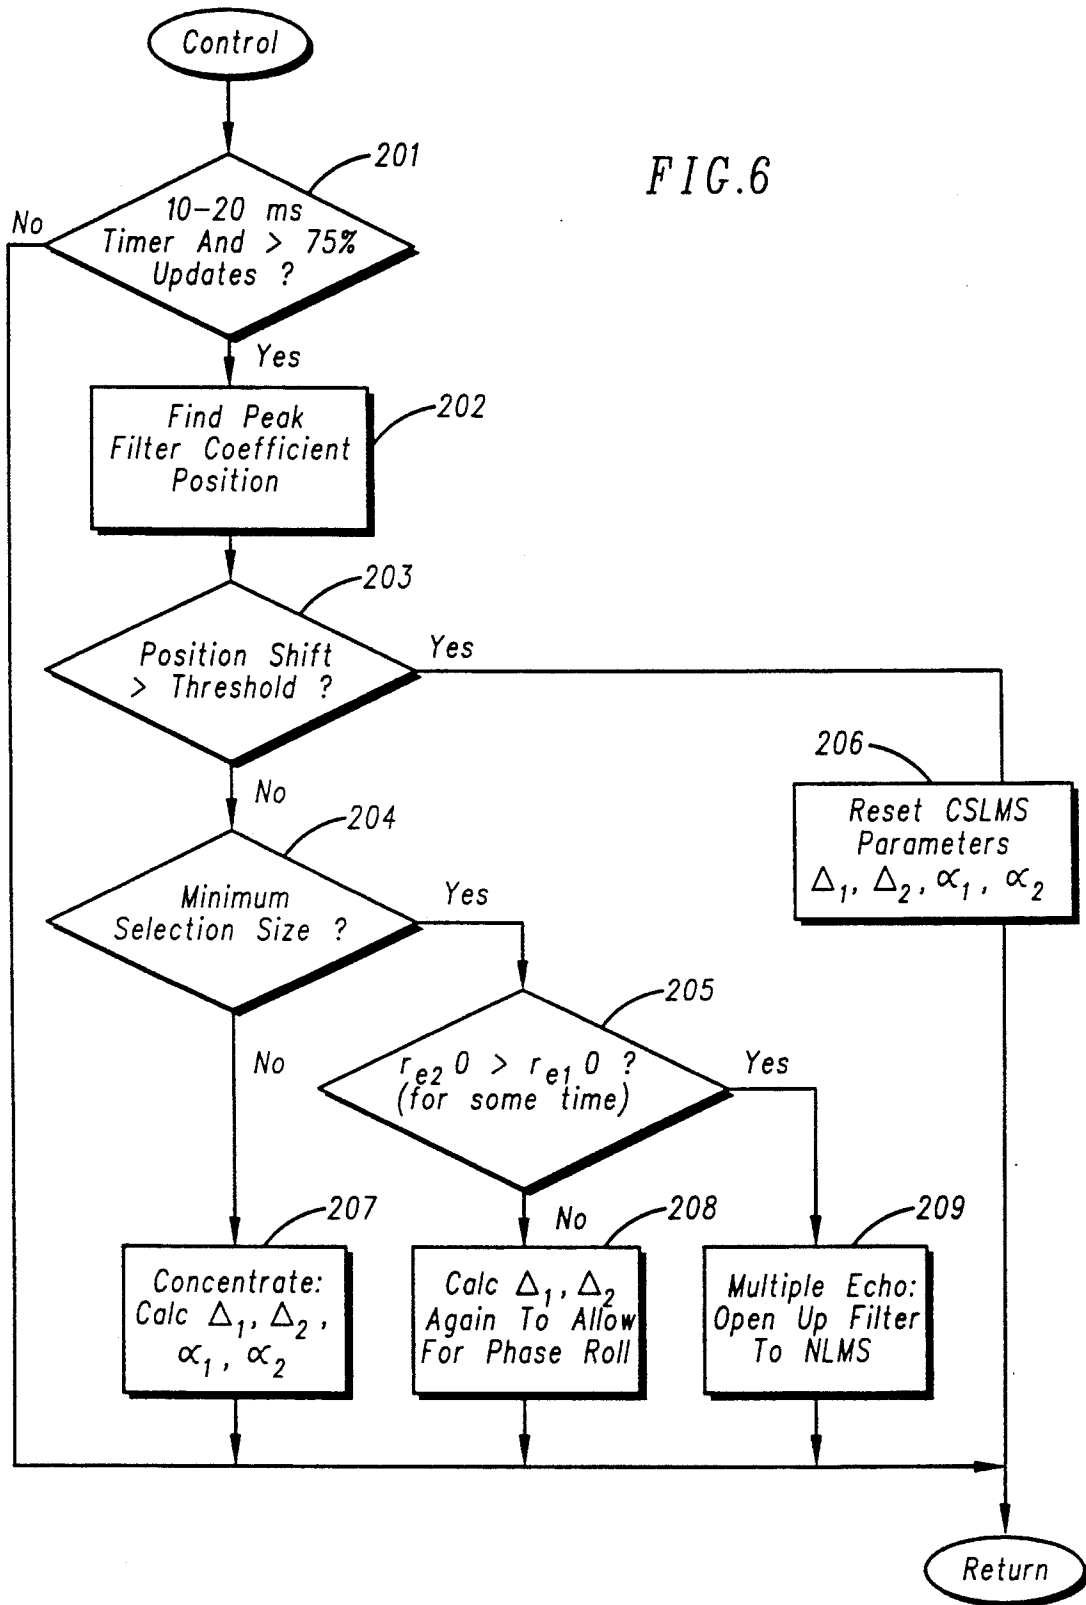 Control
FIG.6
201
No
10-20 ms
Timer And > 75%
Updates ?
Yes
202
Find Peak
Filter Coefficient
Position
203
Position Shift
> Threshold ?
Yes
No
206
Reset CSLMS
Parameters
Δ₁, Δ₂, ∝₁, ∝₂
204
Minimum
Selection Size ?
Yes
No
205
rₑ₂ 0 > rₑ₁ 0 ?
(for some time)
Yes
No
207
Concentrate:
Calc Δ₁, Δ₂,
∝₁, ∝₂
208
Calc Δ₁, Δ₂
Again To Allow
For Phase Roll
209
Multiple Echo:
Open Up Filter
To NLMS
Return